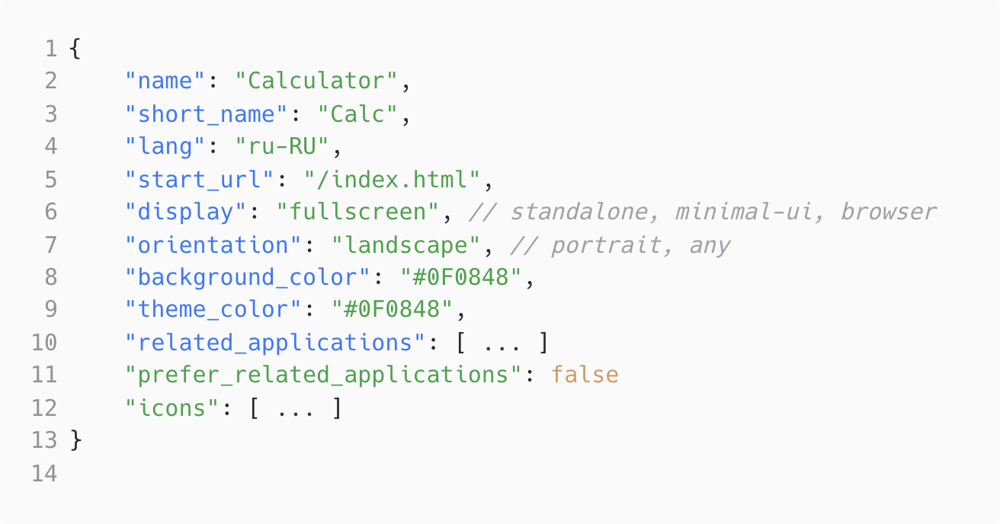 1 {
2     "name": "Calculator",
3     "short_name": "Calc",
4     "lang": "ru-RU",
5     "start_url": "/index.html",
6     "display": "fullscreen", // standalone, minimal-ui, browser
7     "orientation": "landscape", // portrait, any
8     "background_color": "#0F0848",
9     "theme_color": "#0F0848",
10     "related_applications": [ ... ]
11     "prefer_related_applications": false
12     "icons": [ ... ]
13 }
14